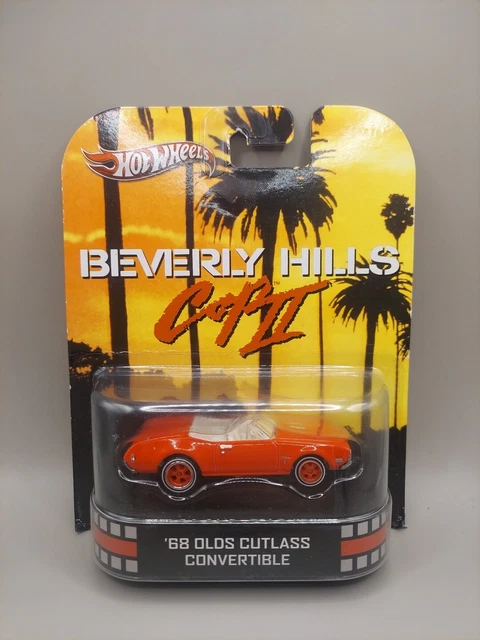 HOT WHEELS
BEVERLY HILLS
COP II
'68 OLDS CUTLASS
CONVERTIBLE